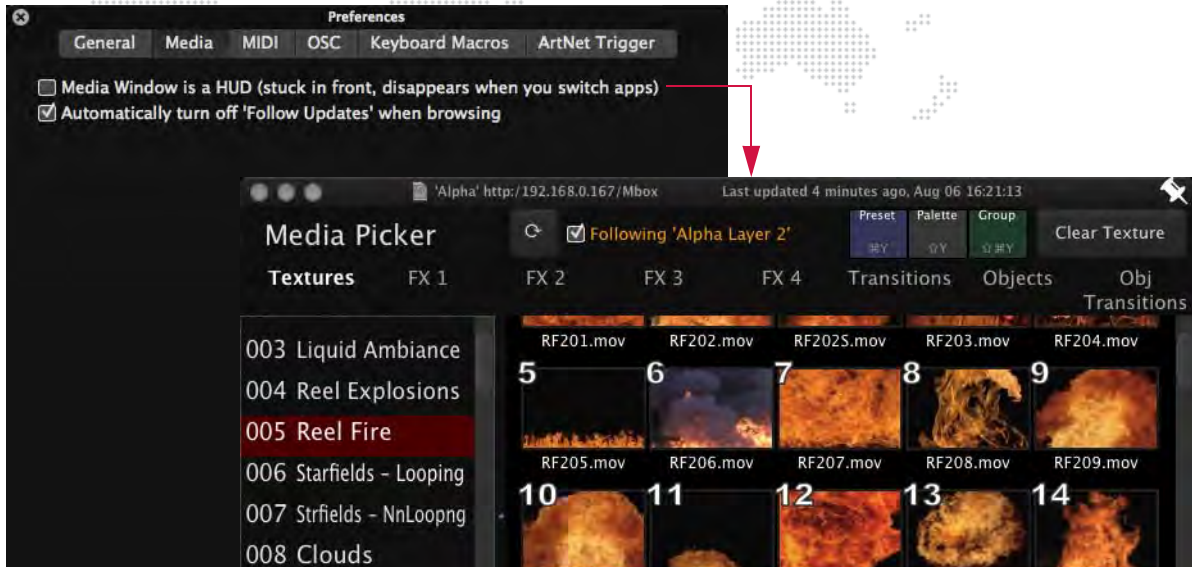 Preferences
General Media MIDI OSC Keyboard Macros ArtNet Trigger
Media Window is a HUD (stuck in front, disappears when you switch apps)
Automatically turn off 'Follow Updates' when browsing
'Alpha' http:/192.168.0.167/Mbox Last updated 4 minutes ago, Aug 06 16:21:13
Media Picker
Following 'Alpha Layer 2'
Preset Palette Group
⌘Y ⇧Y ⇧⌘Y
Clear Texture
Textures FX 1 FX 2 FX 3 FX 4 Transitions Objects Obj Transitions
003 Liquid Ambiance
004 Reel Explosions
005 Reel Fire
006 Starfields - Looping
007 Strfields - NnLoopng
008 Clouds
RF201.mov RF202.mov RF202S.mov RF203.mov RF204.mov
5 6 7 8 9
RF205.mov RF206.mov RF207.mov RF208.mov RF209.mov
10 11 12 13 14